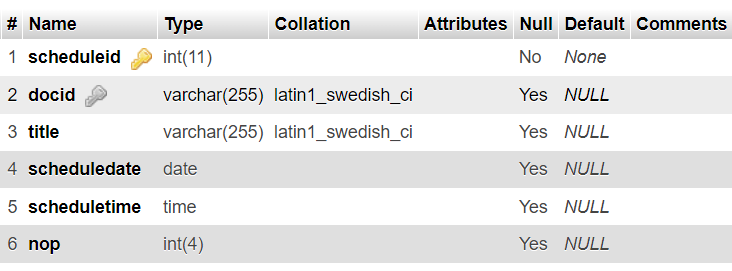 # Name Type Collation Attributes Null Default Comments
1 scheduleid int(11) No None
2 docid varchar(255) latin1_swedish_ci Yes NULL
3 title varchar(255) latin1_swedish_ci Yes NULL
4 scheduledate date Yes NULL
5 scheduletime time Yes NULL
6 nop int(4) Yes NULL